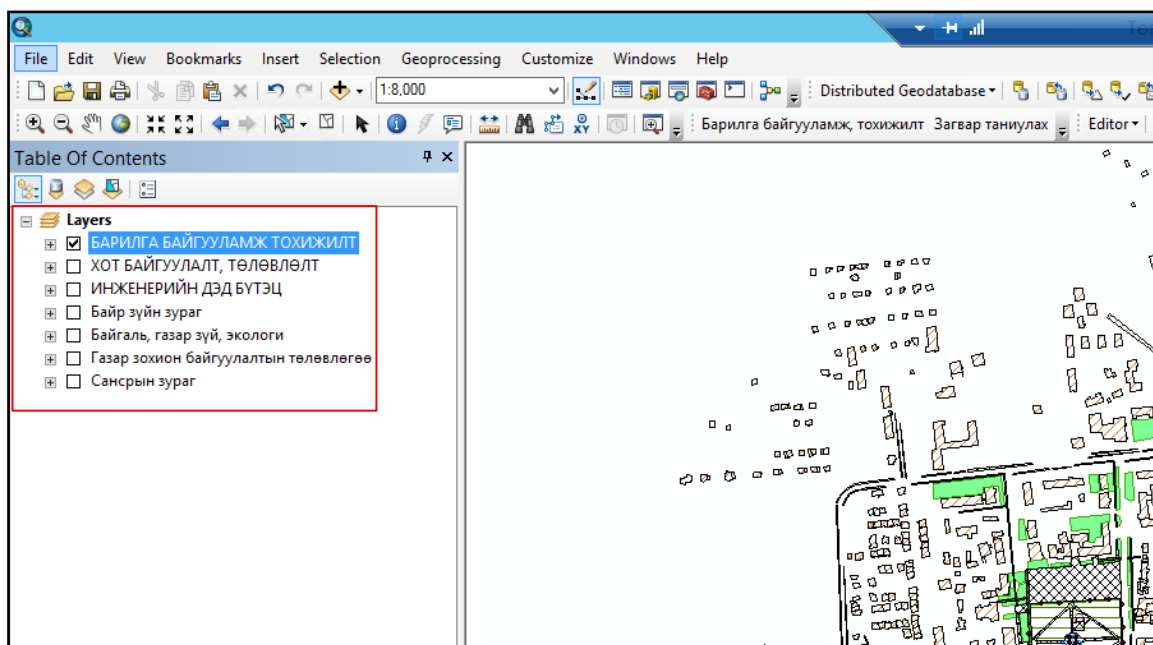 File Edit View Bookmarks Insert Selection Geoprocessing Customize Windows Help
1:8,000 Distributed Geodatabase
XY Барилга байгууламж, тохижилт Загвар таниулах Editor
Table Of Contents
Layers
БАРИЛГА БАЙГУУЛАМЖ ТОХИЖИЛТ
ХОТ БАЙГУУЛАЛТ, ТӨЛӨВЛӨЛТ
ИНЖЕНЕРИЙН ДЭД БҮТЭЦ
Байр зүйн зураг
Байгаль, газар зүй, экологи
Газар зохион байгуулалтын төлөвлөгөө
Сансрын зураг